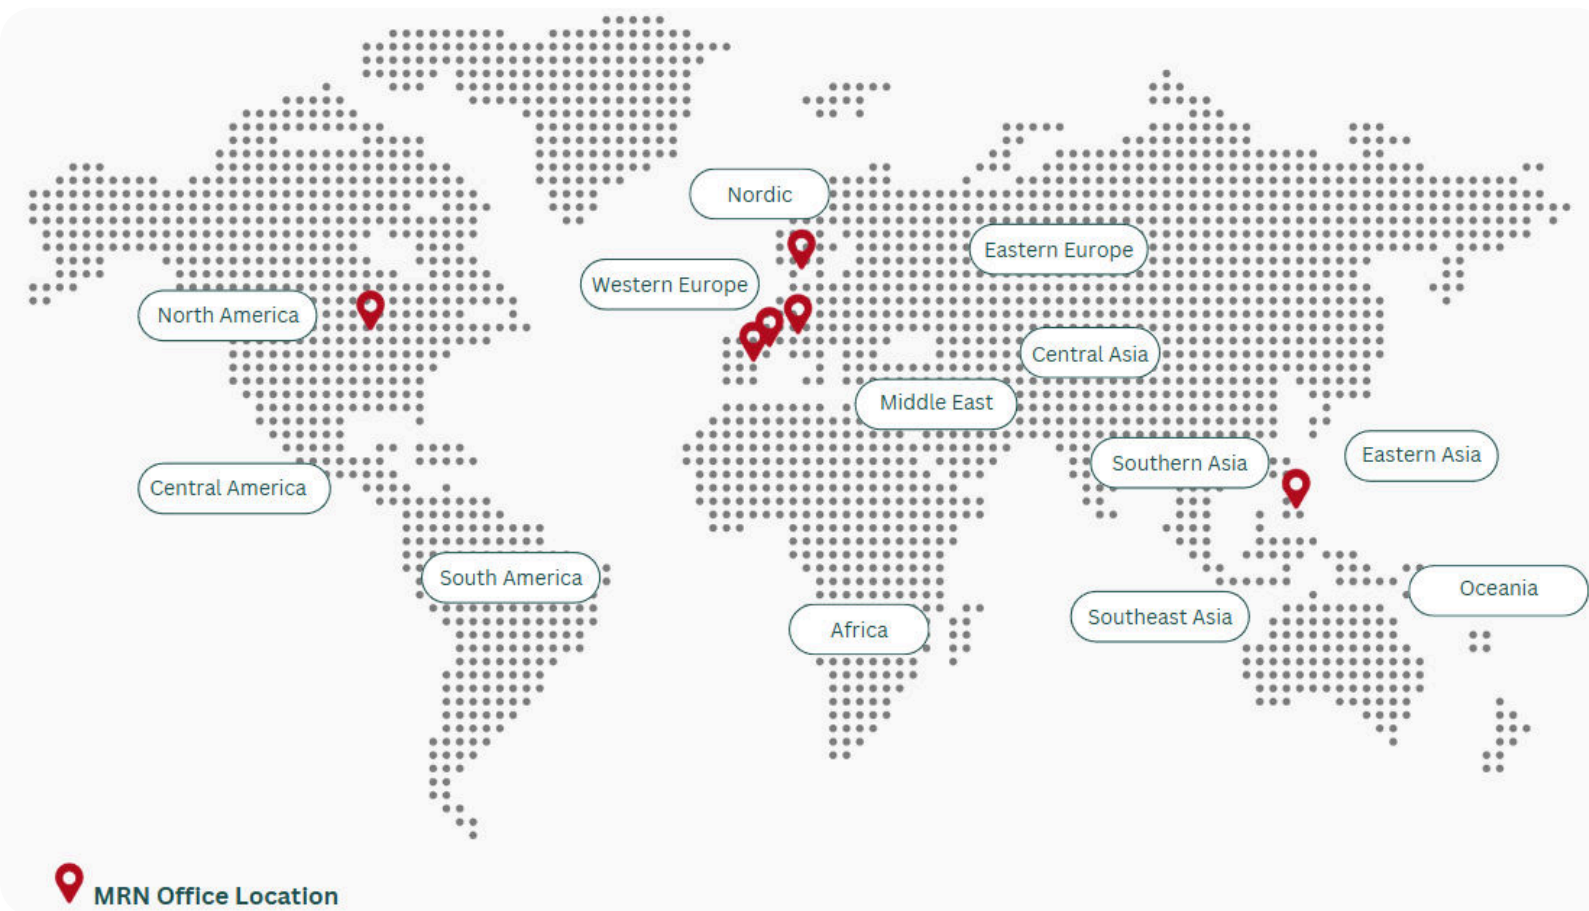 Nordic
Eastern Europe
Western Europe
North America
Central Asia
Middle East
Eastern Asia
Southern Asia
Central America
South America
Oceania
Southeast Asia
Africa
MRN Office Location